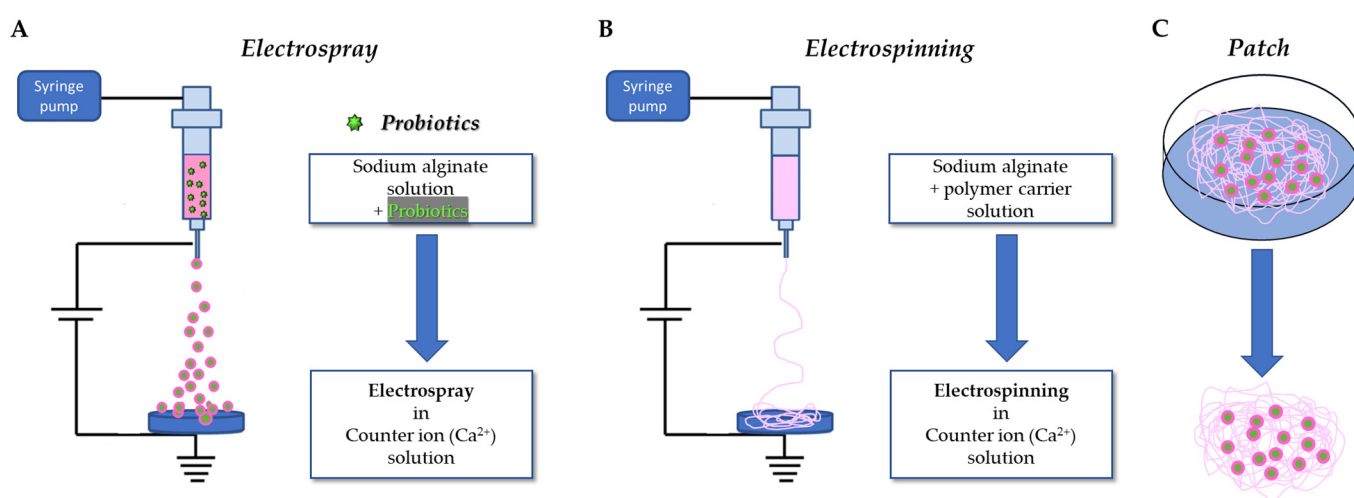 A
Electrospray
Syringe
pump
Probiotics
Sodium alginate
solution
+ Probiotics
Electrospray
in
Counter ion (Ca²⁺)
solution
B
Electrospinning
Syringe
pump
Sodium alginate
+ polymer carrier
solution
Electrospinning
in
Counter ion (Ca²⁺)
solution
C
Patch